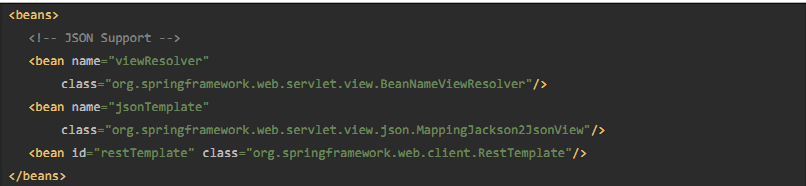 <beans>
<!-- JSON Support -->
<bean name="viewResolver"
class="org.springframework.web.servlet.view.BeanNameViewResolver"/>
<bean name="jsonTemplate"
class="org.springframework.web.servlet.view.json.MappingJackson2JsonView"/>
<bean id="restTemplate" class="org.springframework.web.client.RestTemplate"/>
</beans>